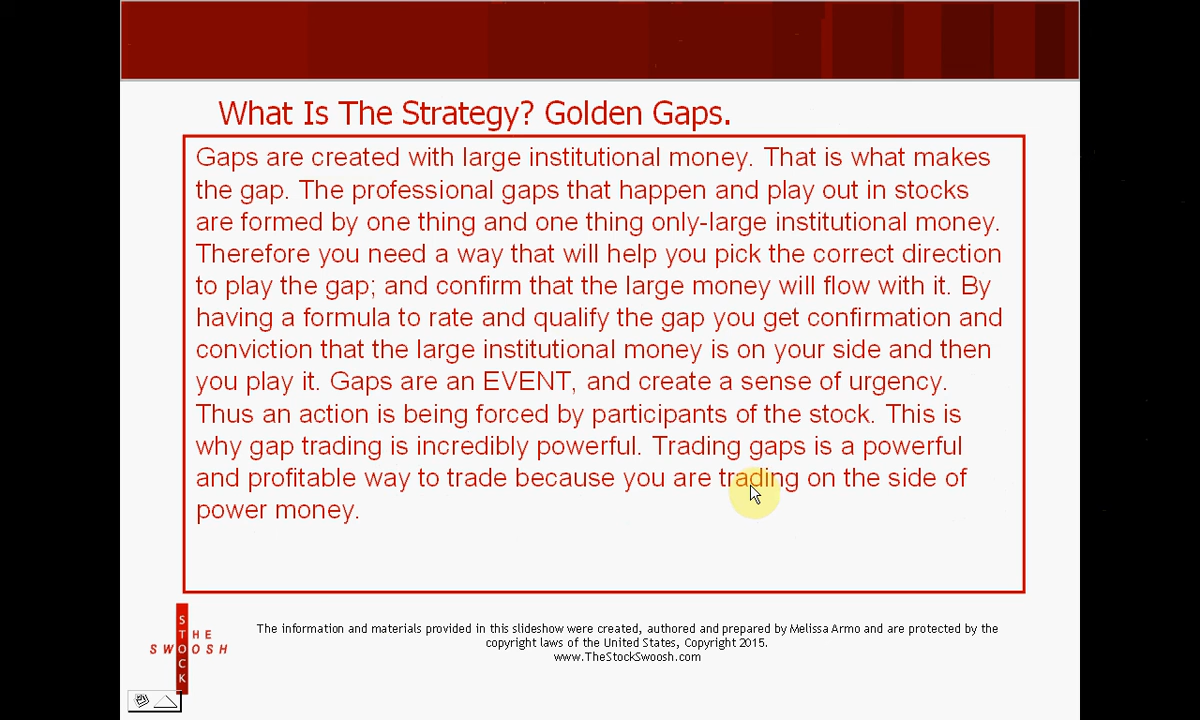 What Is The Strategy? Golden Gaps.
Gaps are created with large institutional money. That is what makes
the gap. The professional gaps that happen and play out in stocks
are formed by one thing and one thing only-large institutional money.
Therefore you need a way that will help you pick the correct direction
to play the gap; and confirm that the large money will flow with it. By
having a formula to rate and qualify the gap you get confirmation and
conviction that the large institutional money is on your side and then
you play it. Gaps are an EVENT, and create a sense of urgency.
Thus an action is being forced by participants of the stock. This is
why gap trading is incredibly powerful. Trading gaps is a powerful
and profitable way to trade because you are trading on the side of
power money.
THE
SWOOSH
STOCK
The information and materials provided in this slideshow were created, authored and prepared by Melissa Armo and are protected by the
copyright laws of the United States, Copyright 2015.
www.TheStockSwoosh.com